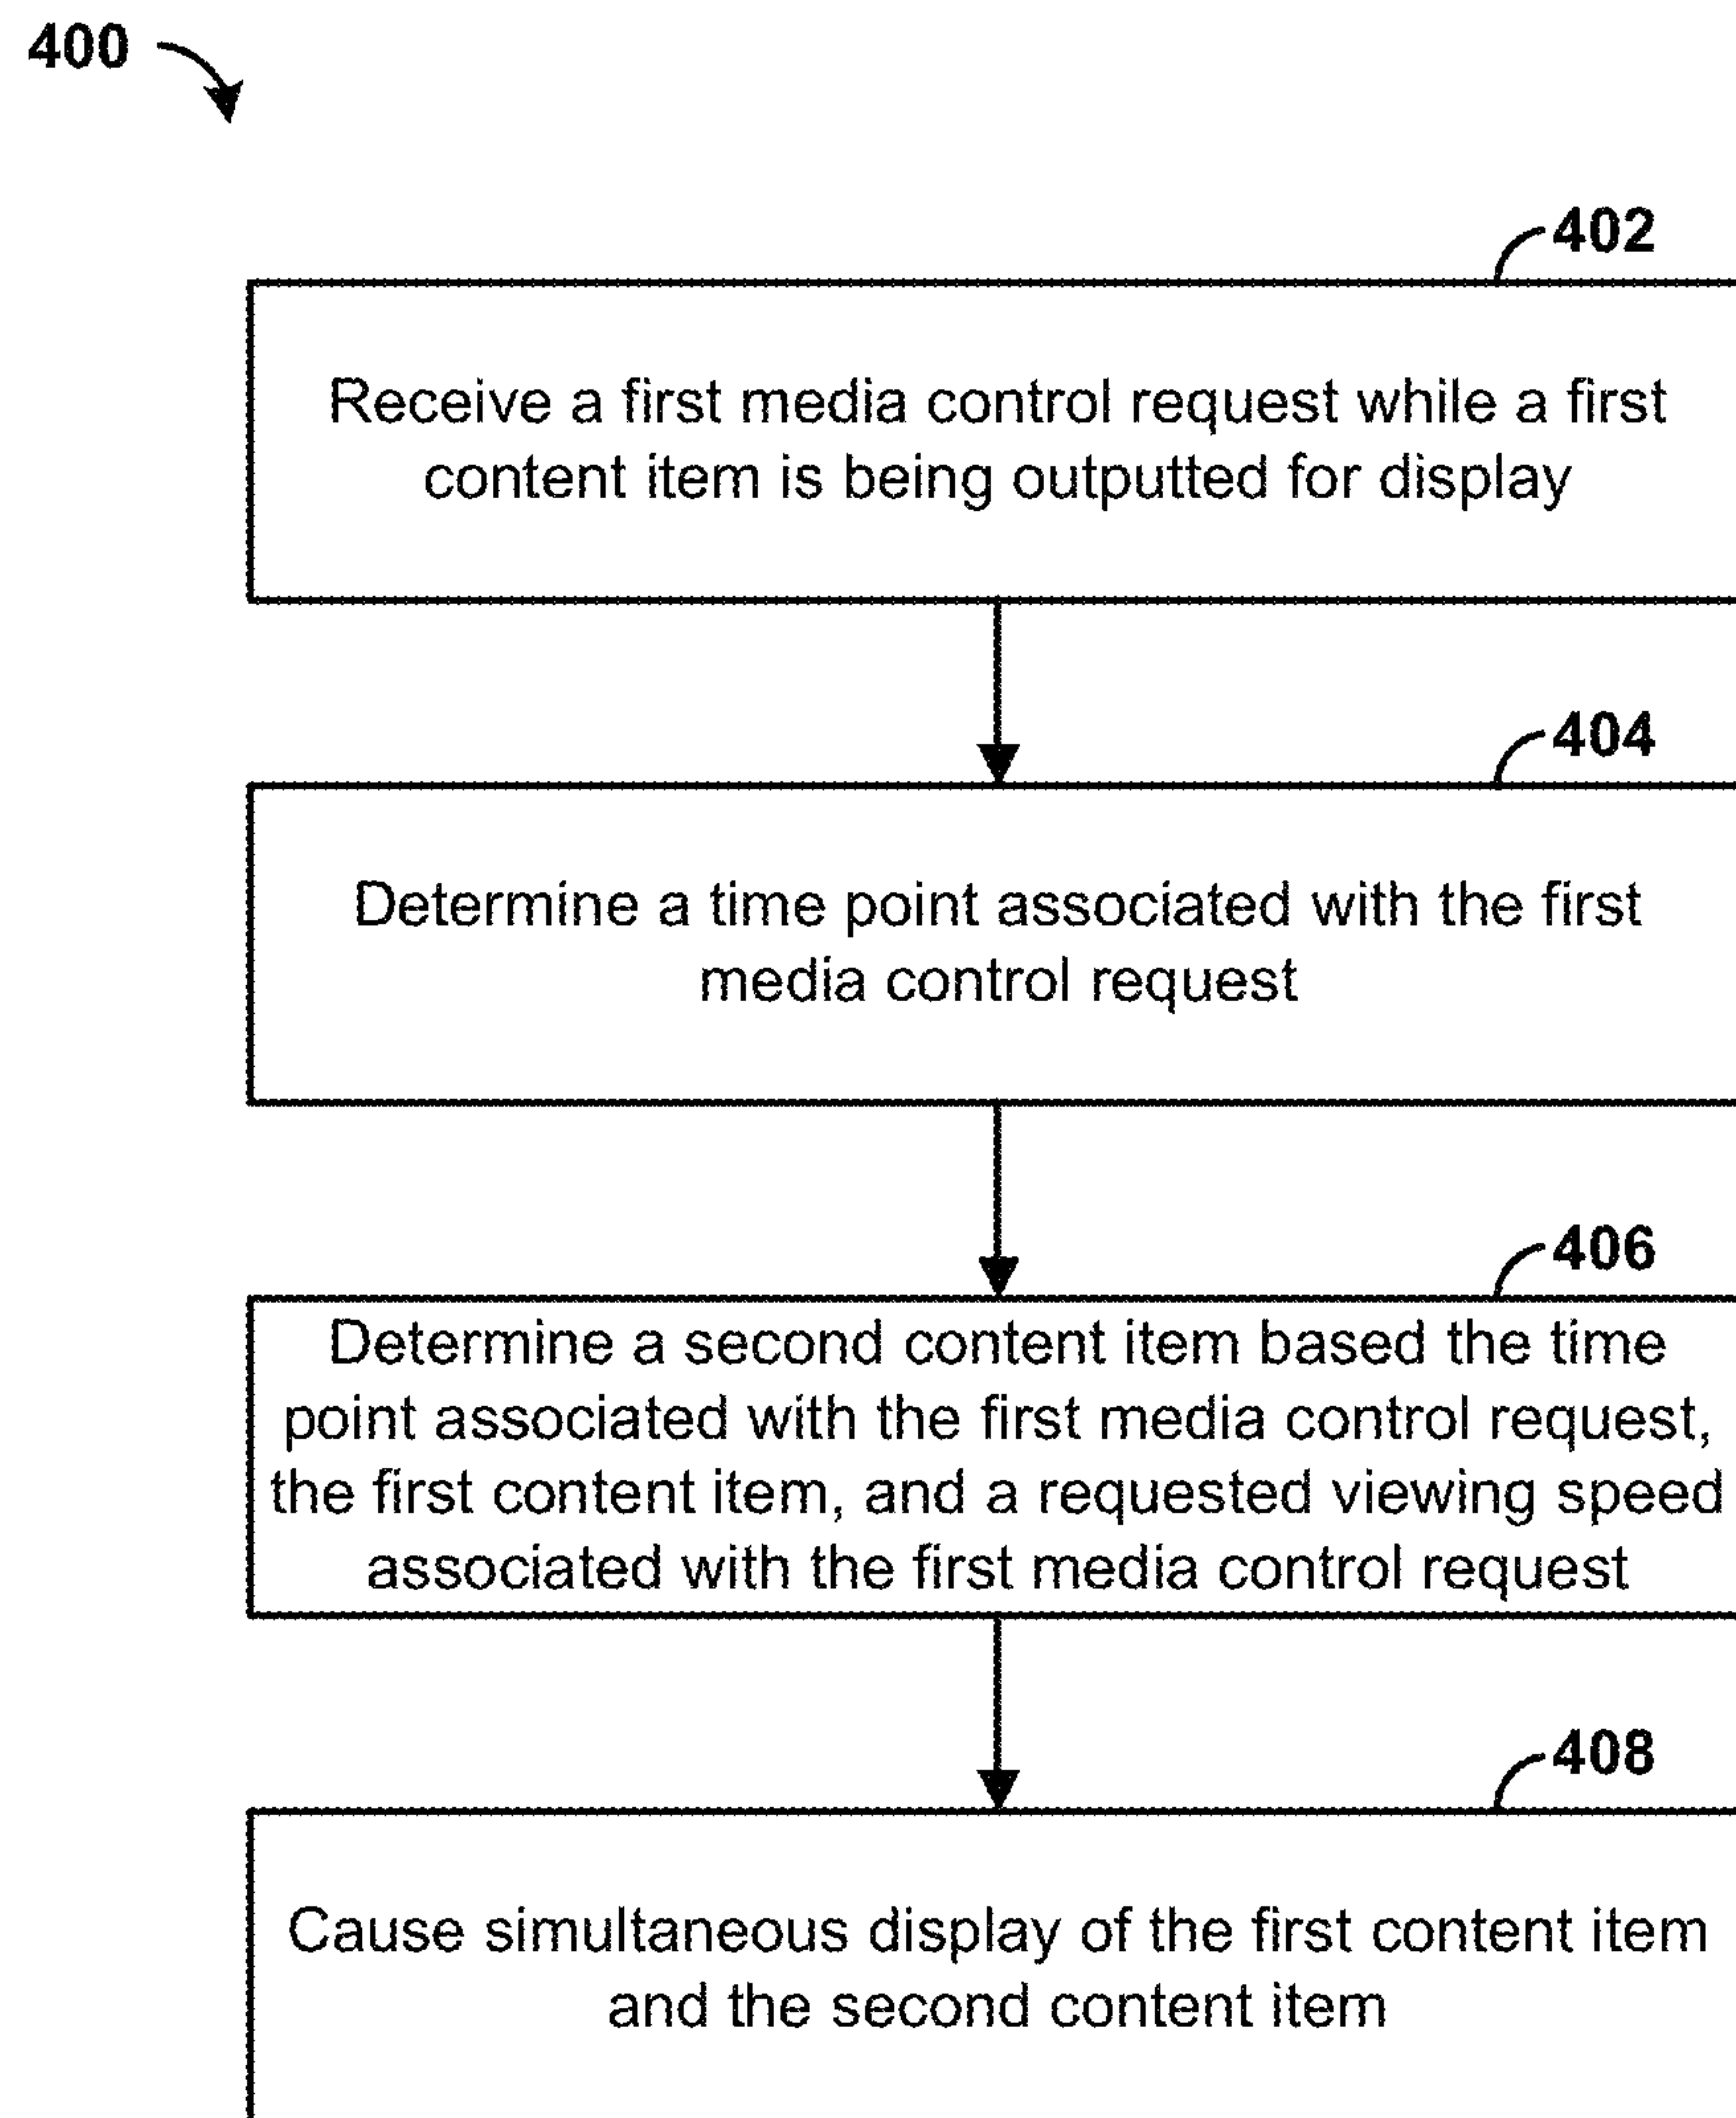 400
402
Receive a first media control request while a first
content item is being outputted for display
404
Determine a time point associated with the first
media control request
406
Determine a second content item based the time
point associated with the first media control request,
the first content item, and a requested viewing speed
associated with the first media control request
408
Cause simultaneous display of the first content item
and the second content item